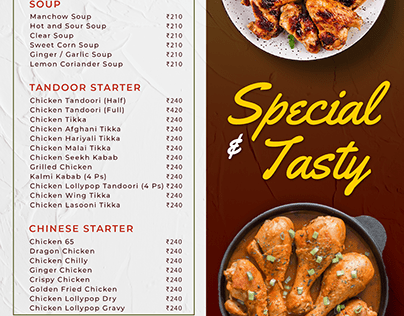 SOUP
Manchow Soup ₹210
Hot and Sour Soup ₹210
Clear Soup ₹210
Sweet Corn Soup ₹210
Ginger / Garlic Soup ₹210
Lemon Coriander Soup ₹210
TANDOOR STARTER
Chicken Tandoori (Half) ₹240
Chicken Tandoori (Full) ₹420
Chicken Tikka ₹240
Chicken Afghani Tikka ₹240
Chicken Hariyali Tikka ₹240
Chicken Malai Tikka ₹240
Chicken Seekh Kabab ₹240
Grilled Chicken ₹240
Kalmi Kabab (4 Ps) ₹240
Chicken Lollypop Tandoori (4 Ps) ₹240
Chicken Wing Tikka ₹240
Chicken Lasooni Tikka ₹240
CHINESE STARTER
Chicken 65 ₹240
Dragon Chicken ₹240
Chicken Chilly ₹240
Ginger Chicken ₹240
Crispy Chicken ₹240
Golden Fried Chicken ₹240
Chicken Lollypop Dry ₹240
Chicken Lollypop Gravy ₹240
Special
& Tasty